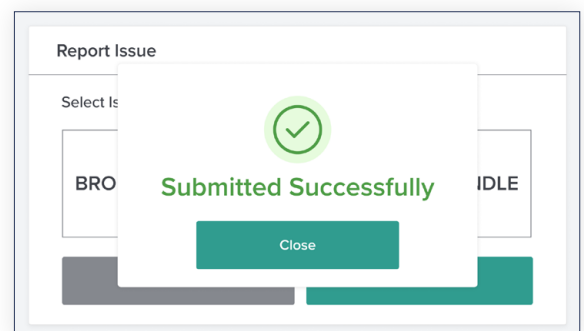 Report Issue
Select Is
BRO
NDLE
Submitted Successfully
Close